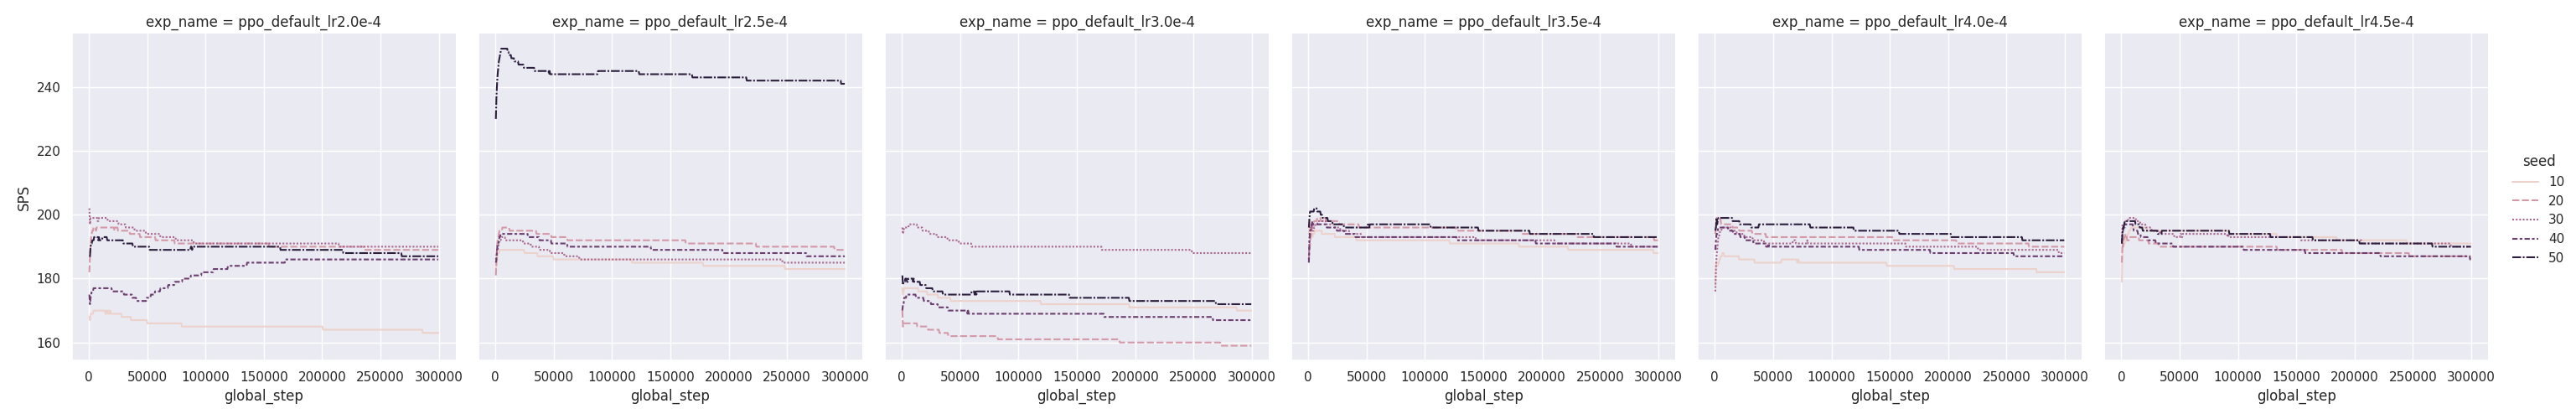 exp_name = ppo_default_lr2.0e-4
exp_name = ppo_default_lr2.5e-4
exp_name = ppo_default_lr3.0e-4
exp_name = ppo_default_lr3.5e-4
exp_name = ppo_default_lr4.0e-4
exp_name = ppo_default_lr4.5e-4
SPS
240
220
200
180
160
0 50000 100000 150000 200000 250000 300000
0 50000 100000 150000 200000 250000 300000
0 50000 100000 150000 200000 250000 300000
0 50000 100000 150000 200000 250000 300000
0 50000 100000 150000 200000 250000 300000
0 50000 100000 150000 200000 250000 300000
global_step
global_step
global_step
global_step
global_step
global_step
seed
10
20
30
40
50